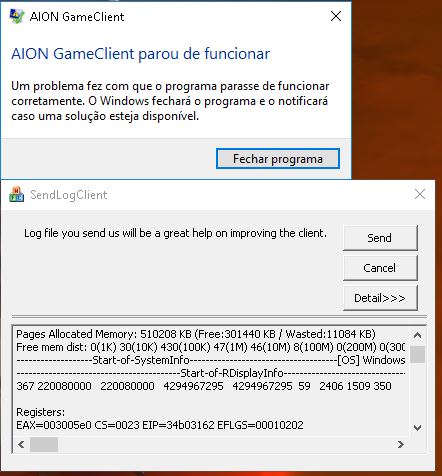 AION GameClient
AION GameClient parou de funcionar
Um problema fez com que o programa parasse de funcionar
corretamente. O Windows fechará o programa e o notificará
caso uma solução esteja disponível.
Fechar programa
SendLogClient
Log file you send us will be a great help on improving the client.
Send
Cancel
Detail>>>
Pages Allocated Memory: 510208 KB (Free:301440 KB / Wasted:11084 KB)
Free mem dist: 0(1K) 30(10K) 430(100K) 47(1M) 46(10M) 8(100M) 0(200M) 0(300
--------------------Start-of-SystemInfo--------------------------------------[OS] Windows
------------------------------------------Start-of-RDisplayInfo-------------------------------
367 220080000 220080000 4294967295 4294967295 59 2406 1509 350
Registers:
EAX=003005e0 CS=0023 EIP=34b03162 EFLGS=00010202